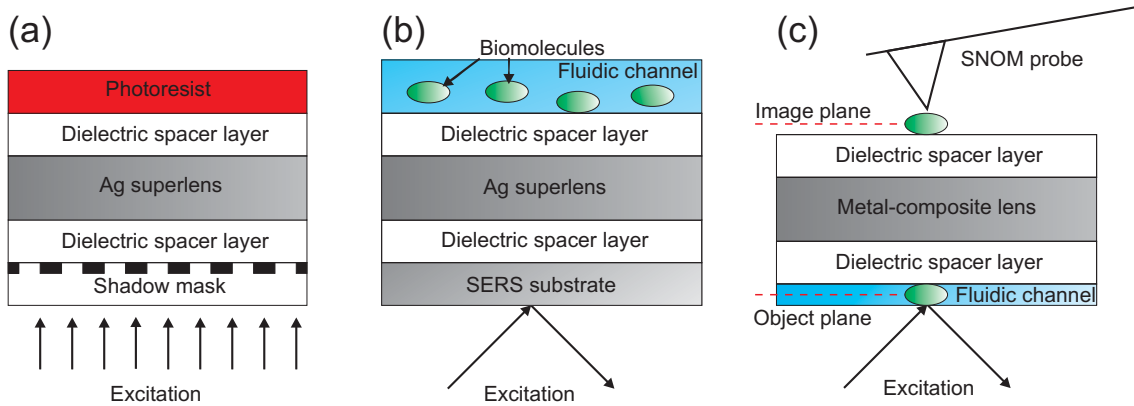 (a)
Photoresist
Dielectric spacer layer
Ag superlens
Dielectric spacer layer
Shadow mask
Excitation
(b)
Biomolecules
Fluidic channel
Dielectric spacer layer
Ag superlens
Dielectric spacer layer
SERS substrate
Excitation
(c)
SNOM probe
Image plane
Dielectric spacer layer
Metal-composite lens
Dielectric spacer layer
Fluidic channel
Object plane
Excitation